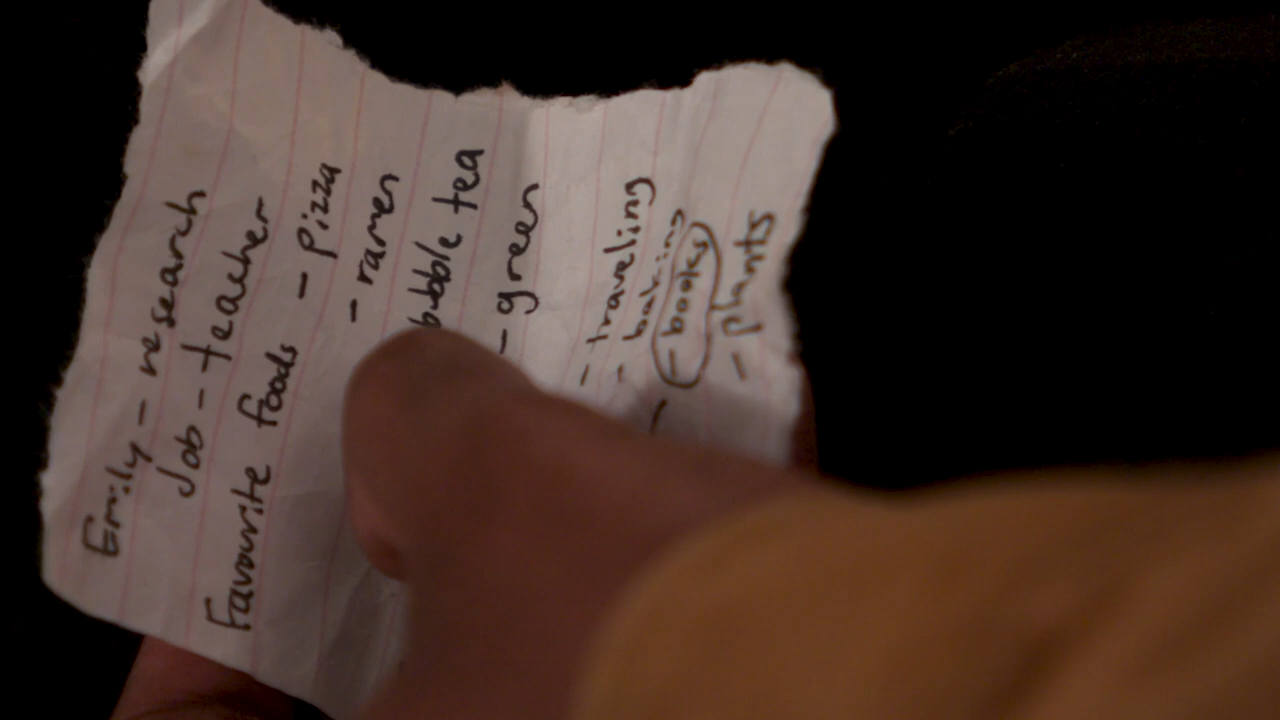 Emily - research
Job - teacher
Favourite foods - pizza
- ramen
bubble tea
- green
- traveling
- baking
- books
- plants